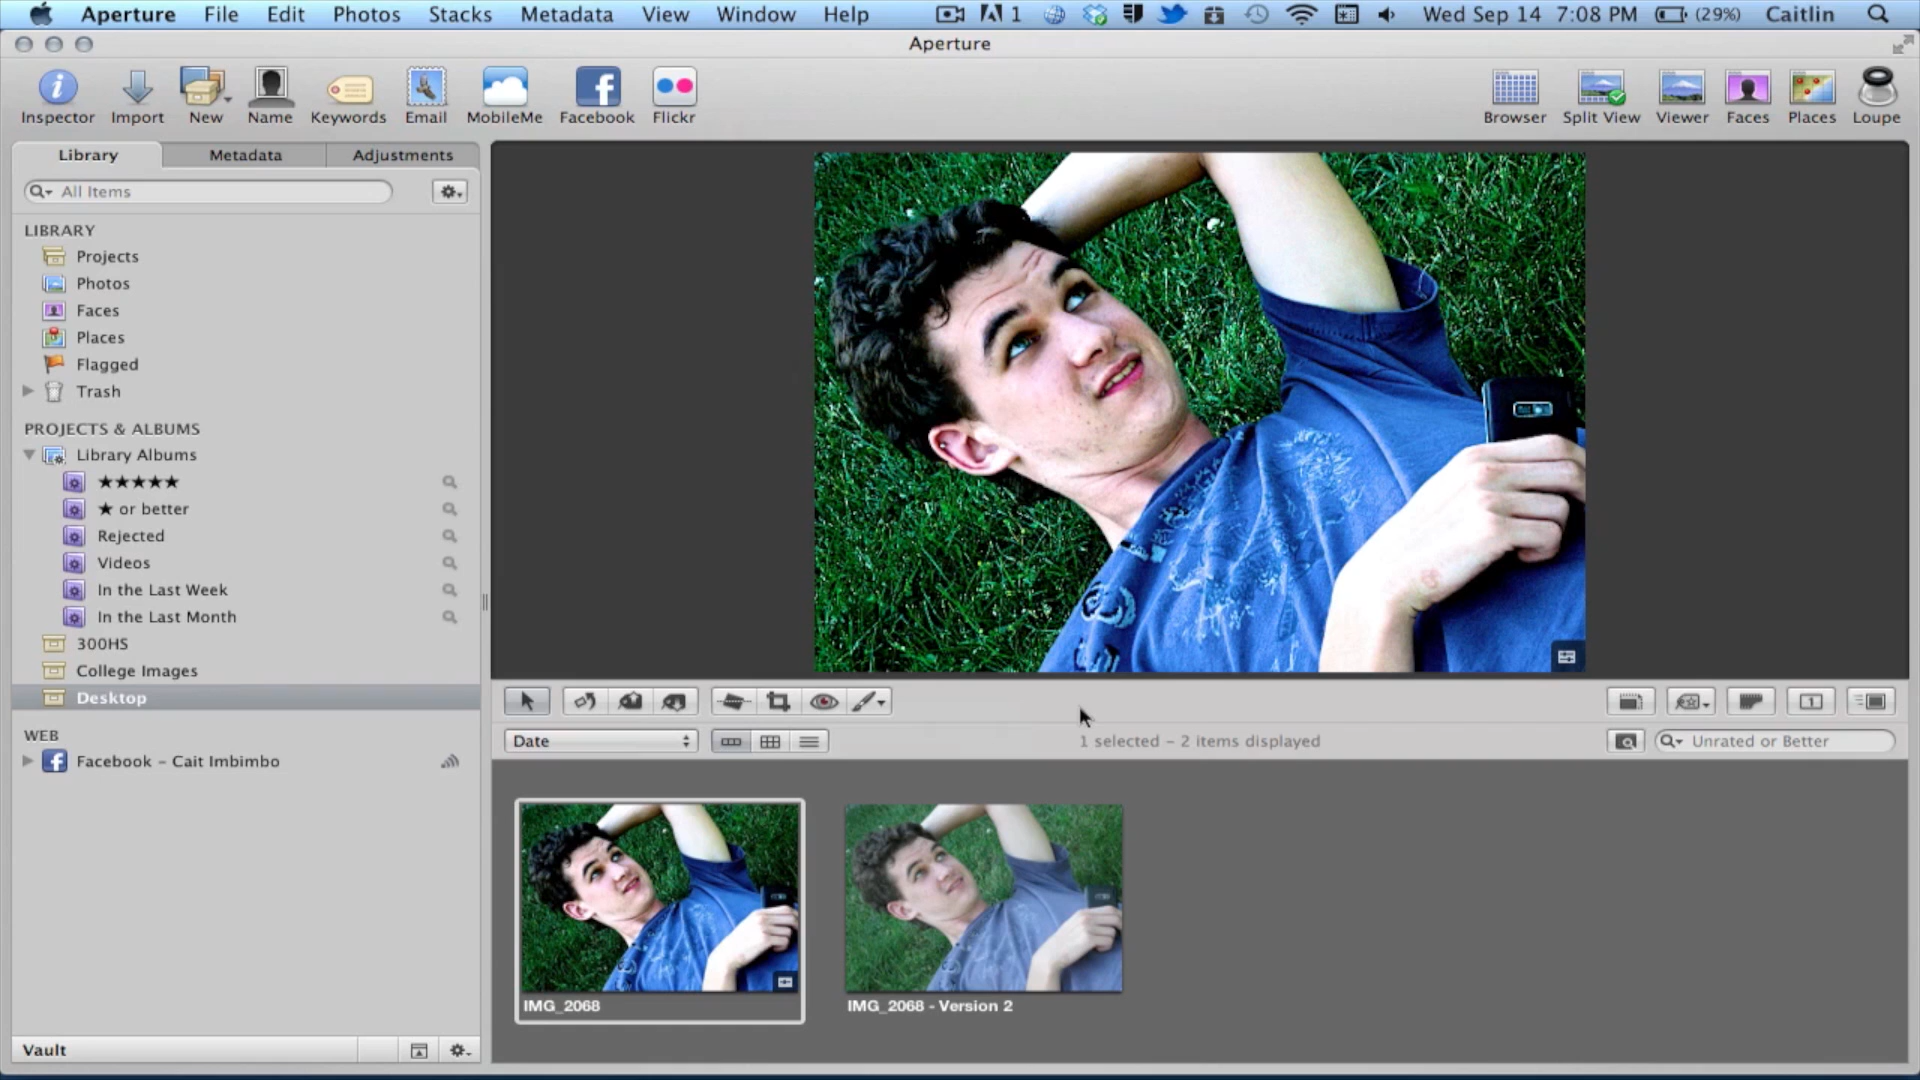 Aperture File Edit Photos Stacks Metadata View Window Help 1 Wed Sep 14 7:08 PM (29%) Caitlin
Aperture
Inspector Import New Name Keywords Email MobileMe Facebook Flickr Browser Split View Viewer Faces Places Loupe
Library Metadata Adjustments
All Items
LIBRARY
Projects
Photos
Faces
Places
Flagged
Trash
PROJECTS & ALBUMS
Library Albums
★★★★★
★ or better
Rejected
Videos
In the Last Week
In the Last Month
300HS
College Images
Desktop
WEB
Facebook – Cait Imbimbo
Vault
1
Date 1 selected – 2 items displayed Unrated or Better
IMG_2068 IMG_2068 - Version 2